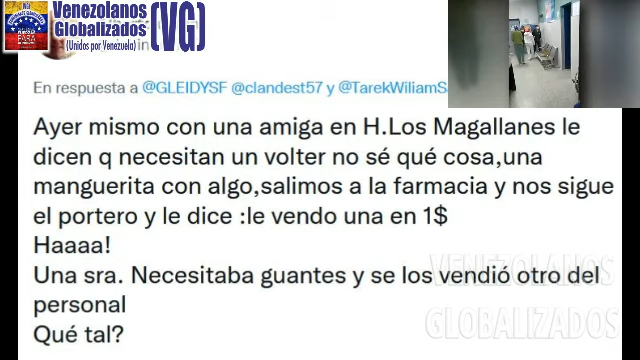 Venezolanos
Globalizados
(Unidos por Venezuela)
(VG)
En respuesta a @GLEIDYSF @clandest57 y @TarekWiliamSa
Ayer mismo con una amiga en H.Los Magallanes le
dicen q necesitan un volter no sé qué cosa,una
manguerita con algo,salimos a la farmacia y nos sigue
el portero y le dice :le vendo una en 1$
Haaaa!
Una sra. Necesitaba guantes y se los vendió otro del
personal
Qué tal?
VENEZOLANOS
GLOBALIZADOS